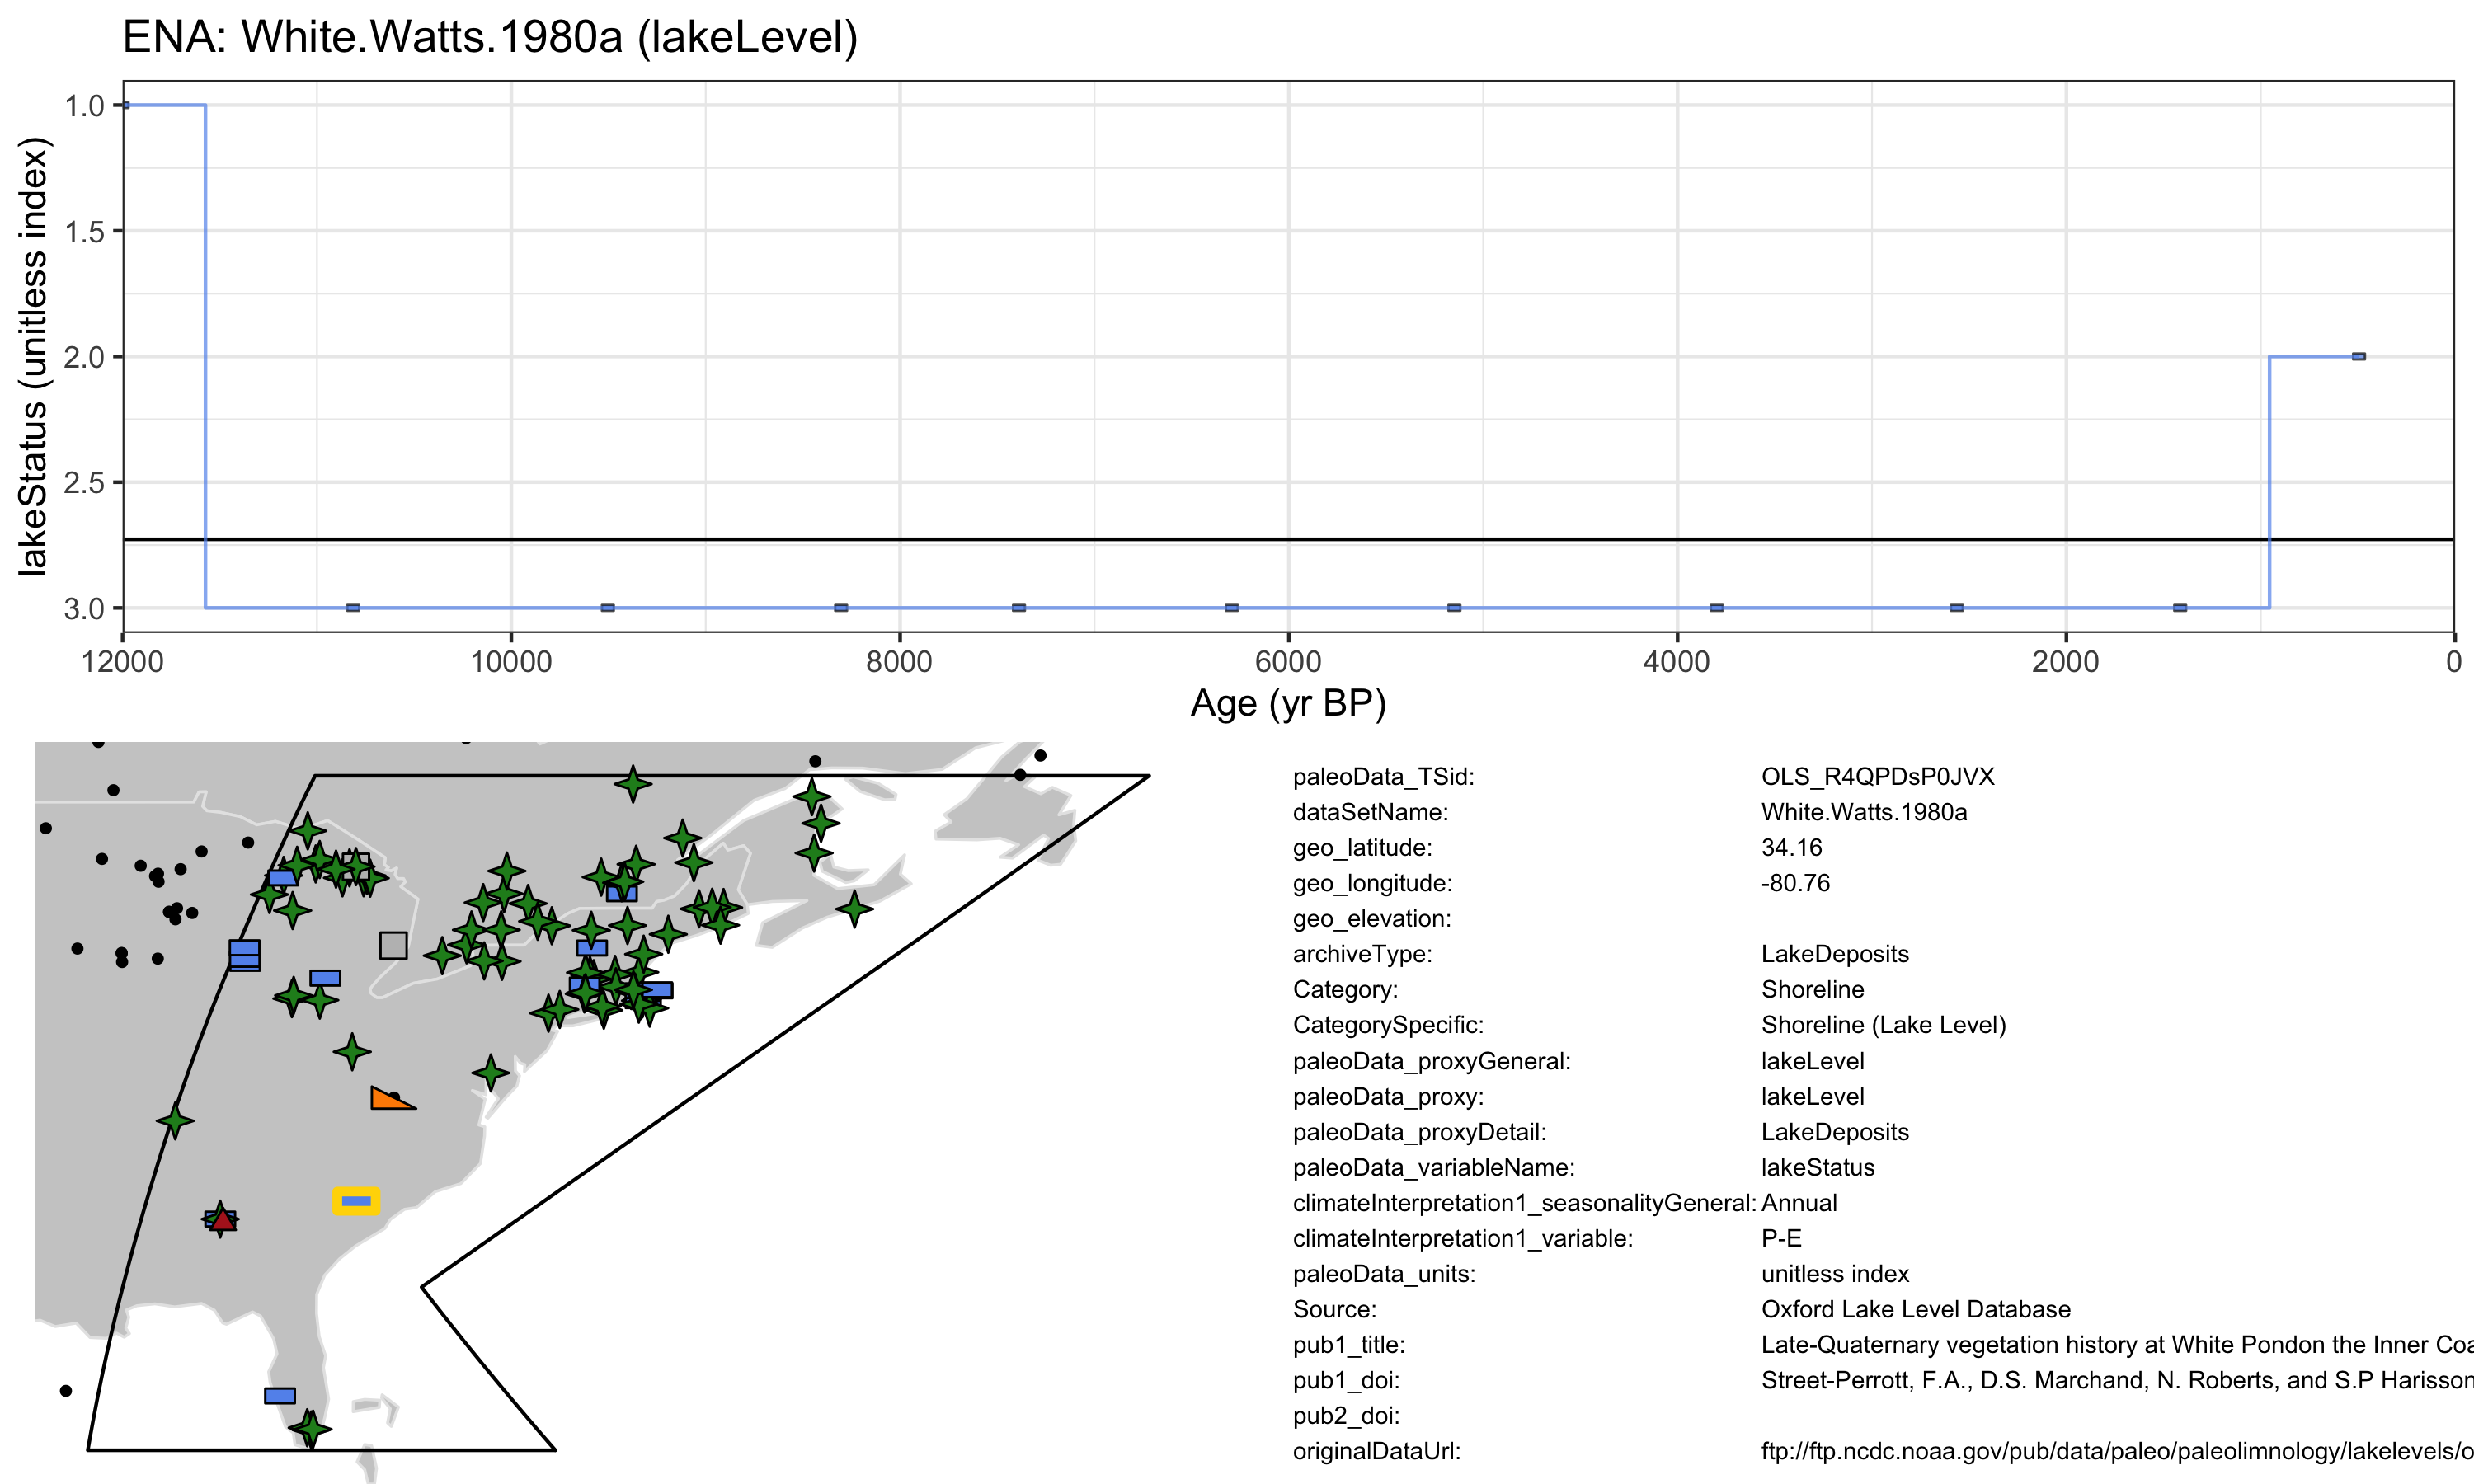 ENA: White.Watts.1980a (lakeLevel)
lakeStatus (unitless index)
1.0
1.5
2.0
2.5
3.0
12000 10000 8000 6000 4000 2000 0
Age (yr BP)
paleoData_TSid: OLS_R4QPDsP0JVX
dataSetName: White.Watts.1980a
geo_latitude: 34.16
geo_longitude: -80.76
geo_elevation:
archiveType: LakeDeposits
Category: Shoreline
CategorySpecific: Shoreline (Lake Level)
paleoData_proxyGeneral: lakeLevel
paleoData_proxy: lakeLevel
paleoData_proxyDetail: LakeDeposits
paleoData_variableName: lakeStatus
climateInterpretation1_seasonalityGeneral: Annual
climateInterpretation1_variable: P-E
paleoData_units: unitless index
Source: Oxford Lake Level Database
pub1_title: Late-Quaternary vegetation history at White Pondon the Inner Coa
pub1_doi: Street-Perrott, F.A., D.S. Marchand, N. Roberts, and S.P Harisson
pub2_doi:
originalDataUrl: ftp://ftp.ncdc.noaa.gov/pub/data/paleo/paleolimnology/lakelevels/o